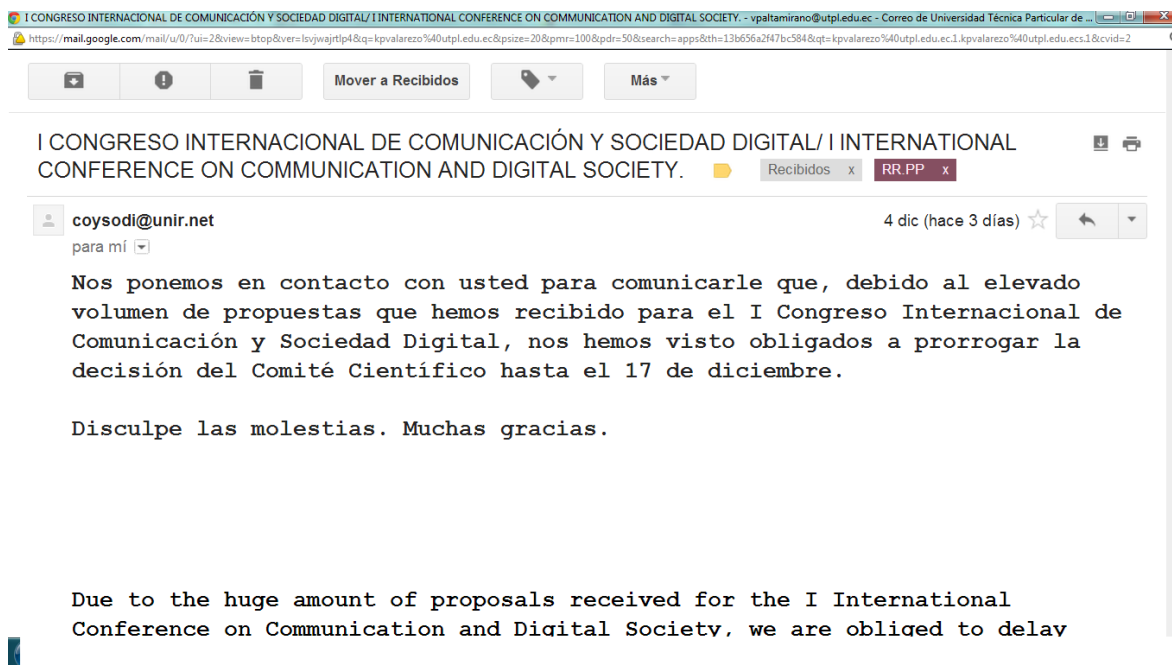 I CONGRESO INTERNACIONAL DE COMUNICACIÓN Y SOCIEDAD DIGITAL/ I INTERNATIONAL CONFERENCE ON COMMUNICATION AND DIGITAL SOCIETY. - vpaltamirano@utpl.edu.ec - Correo de Universidad Técnica Particular de ...
https://mail.google.com/mail/u/0/?ui=2&view=btop&ver=lsvjwajrtlp4&q=kpvalarezo%40utpl.edu.ec&psize=20&pmr=100&pdr=50&search=apps&th=13b656a2f47bc584&qt=kpvalarezo%40utpl.edu.ec.1.kpvalarezo%40utpl.edu.ecs.1&cvid=2
Mover a Recibidos Más
I CONGRESO INTERNACIONAL DE COMUNICACIÓN Y SOCIEDAD DIGITAL/ I INTERNATIONAL
CONFERENCE ON COMMUNICATION AND DIGITAL SOCIETY. Recibidos x RR.PP x
coysodi@unir.net 4 dic (hace 3 días)
para mí
Nos ponemos en contacto con usted para comunicarle que, debido al elevado
volumen de propuestas que hemos recibido para el I Congreso Internacional de
Comunicación y Sociedad Digital, nos hemos visto obligados a prorrogar la
decisión del Comité Científico hasta el 17 de diciembre.
Disculpe las molestias. Muchas gracias.
Due to the huge amount of proposals received for the I International
Conference on Communication and Digital Society, we are obliged to delay